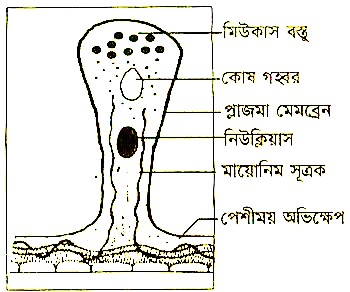 মিউকাস বস্তু
কোষ গহ্বর
প্লাজমা মেমব্রেন
নিউক্লিয়াস
মায়োনিম সূত্রক
পেশীময় অভিক্ষেপ